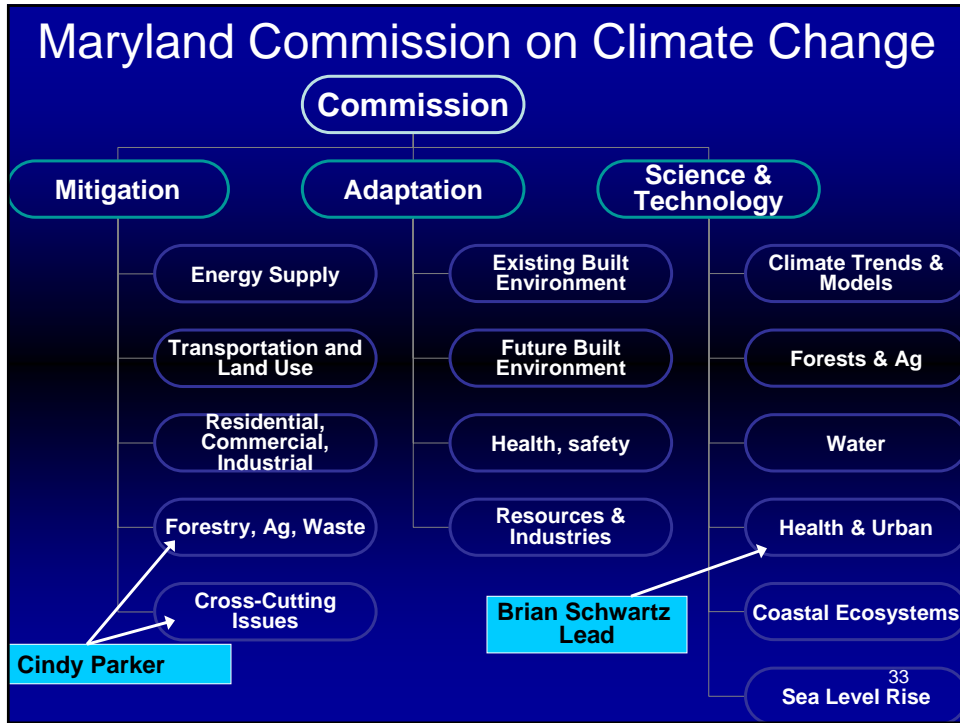 Maryland Commission on Climate Change
Commission
Mitigation
Adaptation
Science &
Technology
Energy Supply
Transportation and
Land Use
Residential,
Commercial,
Industrial
Forestry, Ag, Waste
Cross-Cutting
Issues
Existing Built
Environment
Future Built
Environment
Health, safety
Resources &
Industries
Climate Trends &
Models
Forests & Ag
Water
Health & Urban
Coastal Ecosystems
Sea Level Rise
Cindy Parker
Brian Schwartz
Lead
33